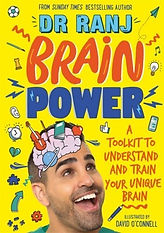 FROM SUNDAY TIMES BESTSELLING AUTHOR
DR RANJ
BRAIN
POWER
A
TOOLKIT TO
UNDERSTAND
AND TRAIN
YOUR UNIQUE
BRAIN
ILLUSTRATED BY
DAVID O'CONNELL